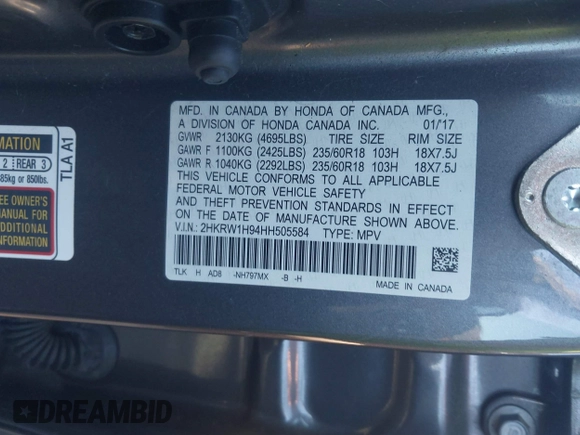 MFD. IN CANADA BY HONDA OF CANADA MFG.,
A DIVISION OF HONDA CANADA INC. 01/17
GVWR 2130KG (4695LBS) TIRE SIZE RIM SIZE
GAWR F 1100KG (2425LBS) 235/60R18 103H 18X7.5J
GAWR R 1040KG (2292LBS) 235/60R18 103H 18X7.5J
THIS VEHICLE CONFORMS TO ALL APPLICABLE
FEDERAL MOTOR VEHICLE SAFETY
AND THEFT PREVENTION STANDARDS IN EFFECT
ON THE DATE OF MANUFACTURE SHOWN ABOVE.
V.I.N.: 2HKRW1H94HH505584 TYPE: MPV
TLK H AD8 -NH797MX -B -H
MADE IN CANADA
MATION
2 REAR 3
85kg or 850lbs.
EE OWNER'S
MANUAL FOR
ADDITIONAL
FORMATION
TLA A1
DREAMBID